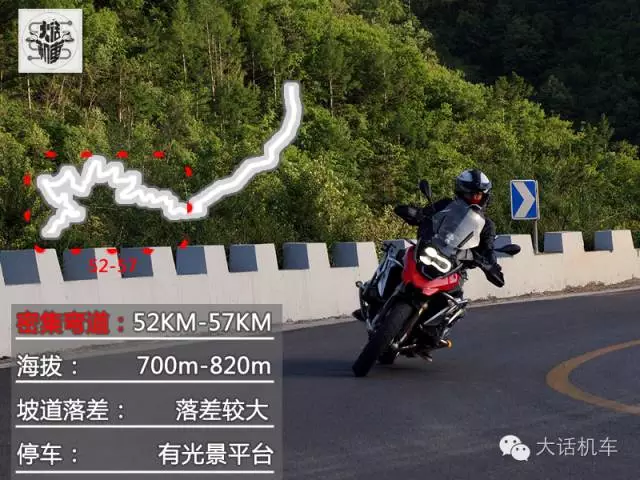 52-57
密集弯道：52KM-57KM
海拔： 700m-820m
坡道落差： 落差较大
停车： 有光景平台
大话机车